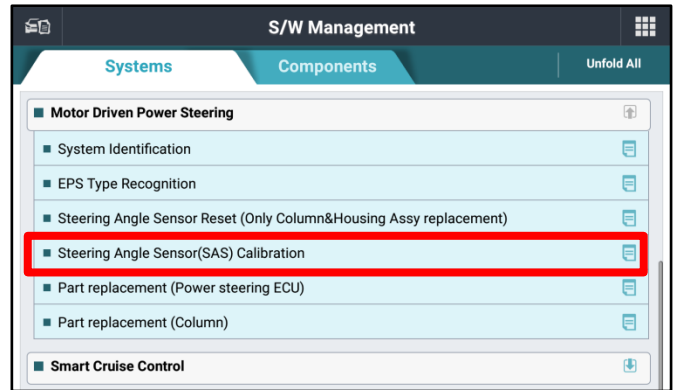 S/W Management
Systems
Components
Unfold All
Motor Driven Power Steering
System Identification
EPS Type Recognition
Steering Angle Sensor Reset (Only Column&Housing Assy replacement)
Steering Angle Sensor(SAS) Calibration
Part replacement (Power steering ECU)
Part replacement (Column)
Smart Cruise Control